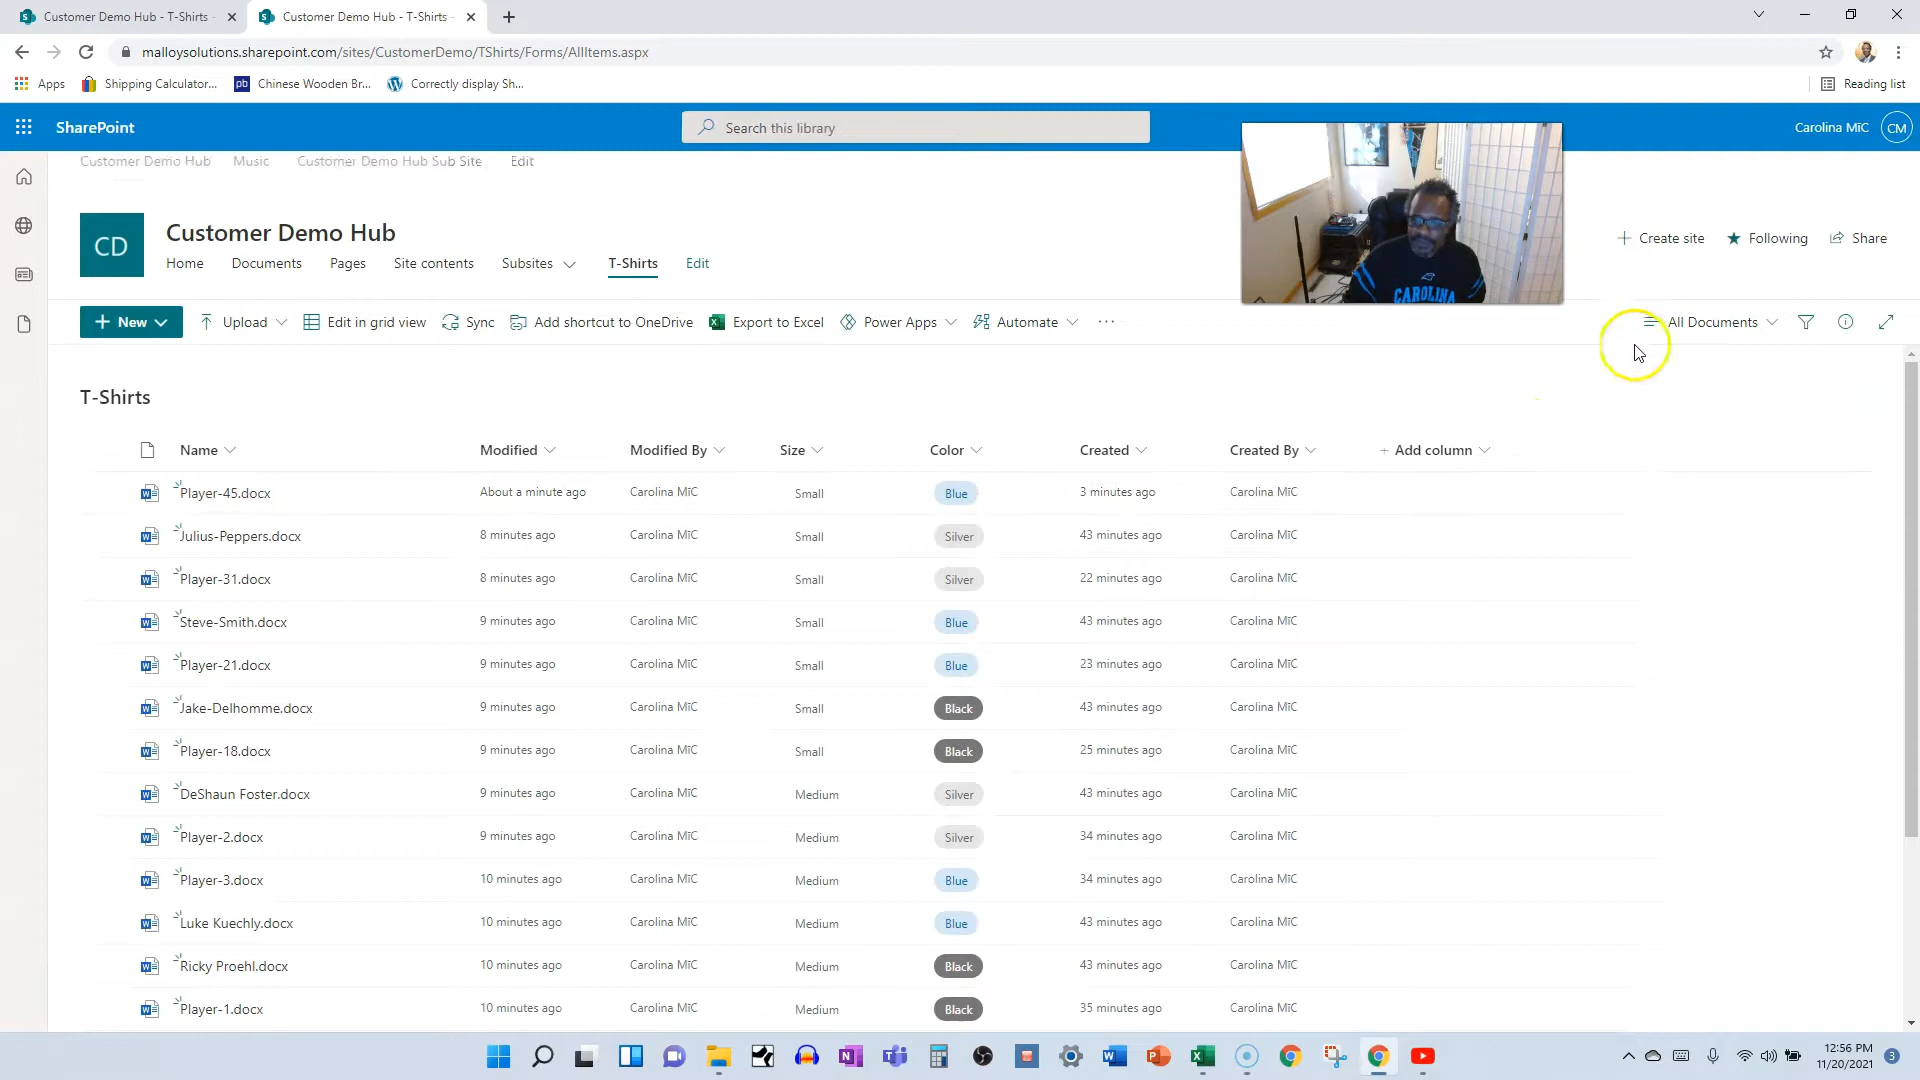 Customer Demo Hub - T-Shirts - Customer Demo Hub - T-Shirts -
malloysolutions.sharepoint.com/sites/CustomerDemo/TShirts/Forms/AllItems.aspx
Apps Shipping Calculator... pb Chinese Wooden Br... Correctly display Sh... Reading list
SharePoint Search this library Carolina MiC CM
Customer Demo Hub Music Customer Demo Hub Sub Site Edit
CD Customer Demo Hub
Create site Following Share
Home Documents Pages Site contents Subsites T-Shirts Edit
CAROLINA
New Upload Edit in grid view Sync Add shortcut to OneDrive Export to Excel Power Apps Automate ... All Documents
T-Shirts
Name Modified Modified By Size Color Created Created By + Add column
Player-45.docx About a minute ago Carolina MiC Small Blue 3 minutes ago Carolina MiC
Julius-Peppers.docx 8 minutes ago Carolina MiC Small Silver 43 minutes ago Carolina MiC
Player-31.docx 8 minutes ago Carolina MiC Small Silver 22 minutes ago Carolina MiC
Steve-Smith.docx 9 minutes ago Carolina MiC Small Blue 43 minutes ago Carolina MiC
Player-21.docx 9 minutes ago Carolina MiC Small Blue 23 minutes ago Carolina MiC
Jake-Delhomme.docx 9 minutes ago Carolina MiC Small Black 43 minutes ago Carolina MiC
Player-18.docx 9 minutes ago Carolina MiC Small Black 25 minutes ago Carolina MiC
DeShaun Foster.docx 9 minutes ago Carolina MiC Medium Silver 43 minutes ago Carolina MiC
Player-2.docx 9 minutes ago Carolina MiC Medium Silver 34 minutes ago Carolina MiC
Player-3.docx 10 minutes ago Carolina MiC Medium Blue 34 minutes ago Carolina MiC
Luke Kuechly.docx 10 minutes ago Carolina MiC Medium Blue 43 minutes ago Carolina MiC
Ricky Proehl.docx 10 minutes ago Carolina MiC Medium Black 43 minutes ago Carolina MiC
Player-1.docx 10 minutes ago Carolina MiC Medium Black 35 minutes ago Carolina MiC
12:56 PM
11/20/2021 3